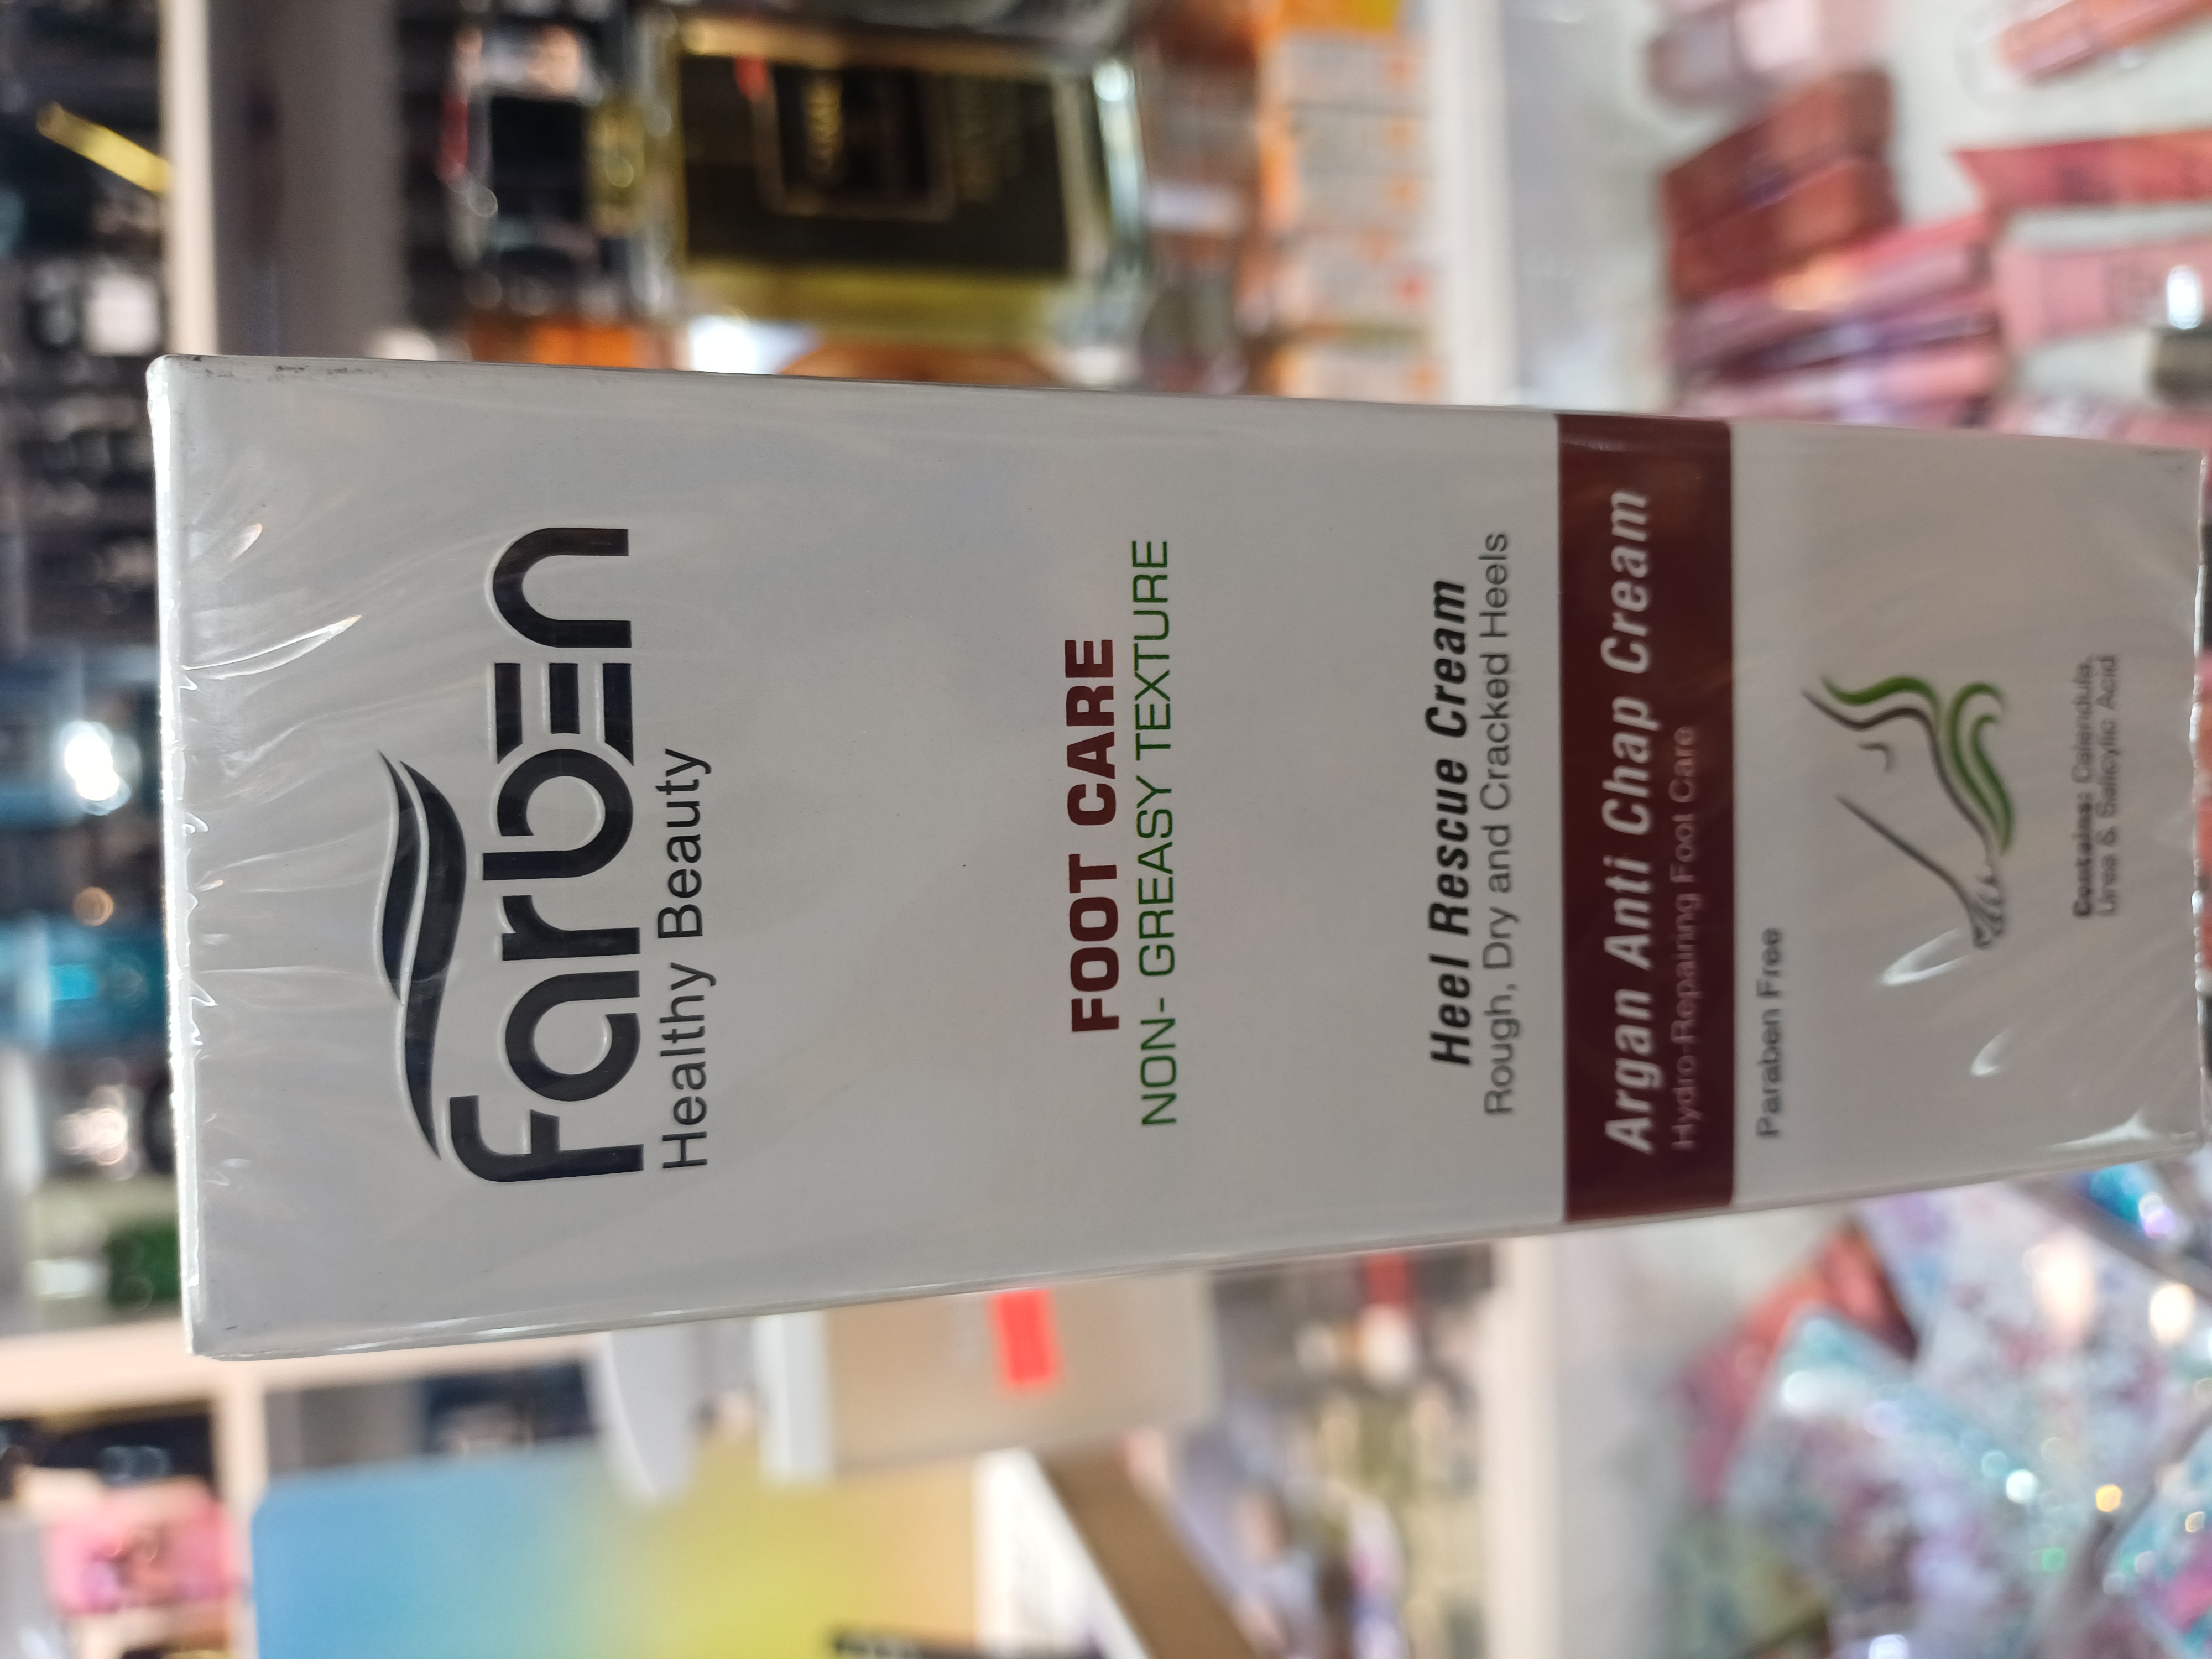 Farben
Healthy Beauty
FOOT CARE
NON- GREASY TEXTURE
Heel Rescue Cream
Rough, Dry and Cracked Heels
Argan Anti Chap Cream
Hydro-Repairing Foot Care
Paraben Free
Contains: Calendula,
Urea & Salicylic Acid